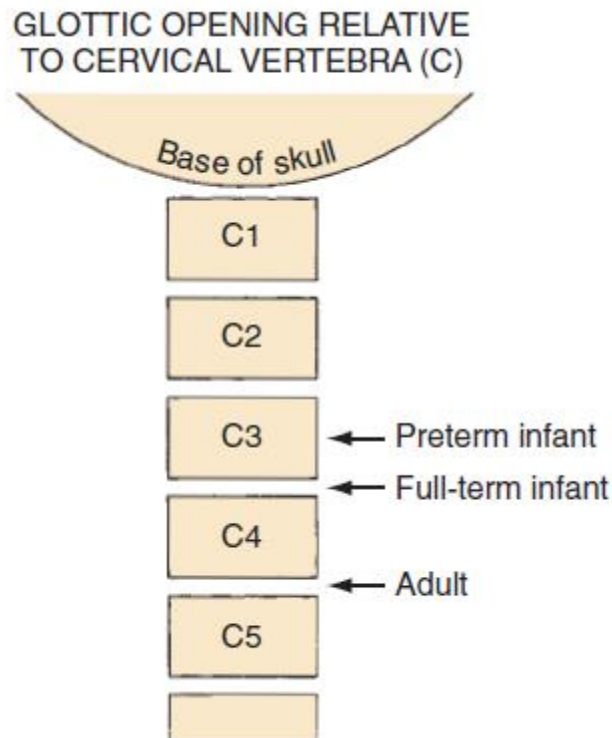 GLOTTIC OPENING RELATIVE
TO CERVICAL VERTEBRA (C)
Base of skull
C1
C2
C3
Preterm infant
Full-term infant
C4
Adult
C5